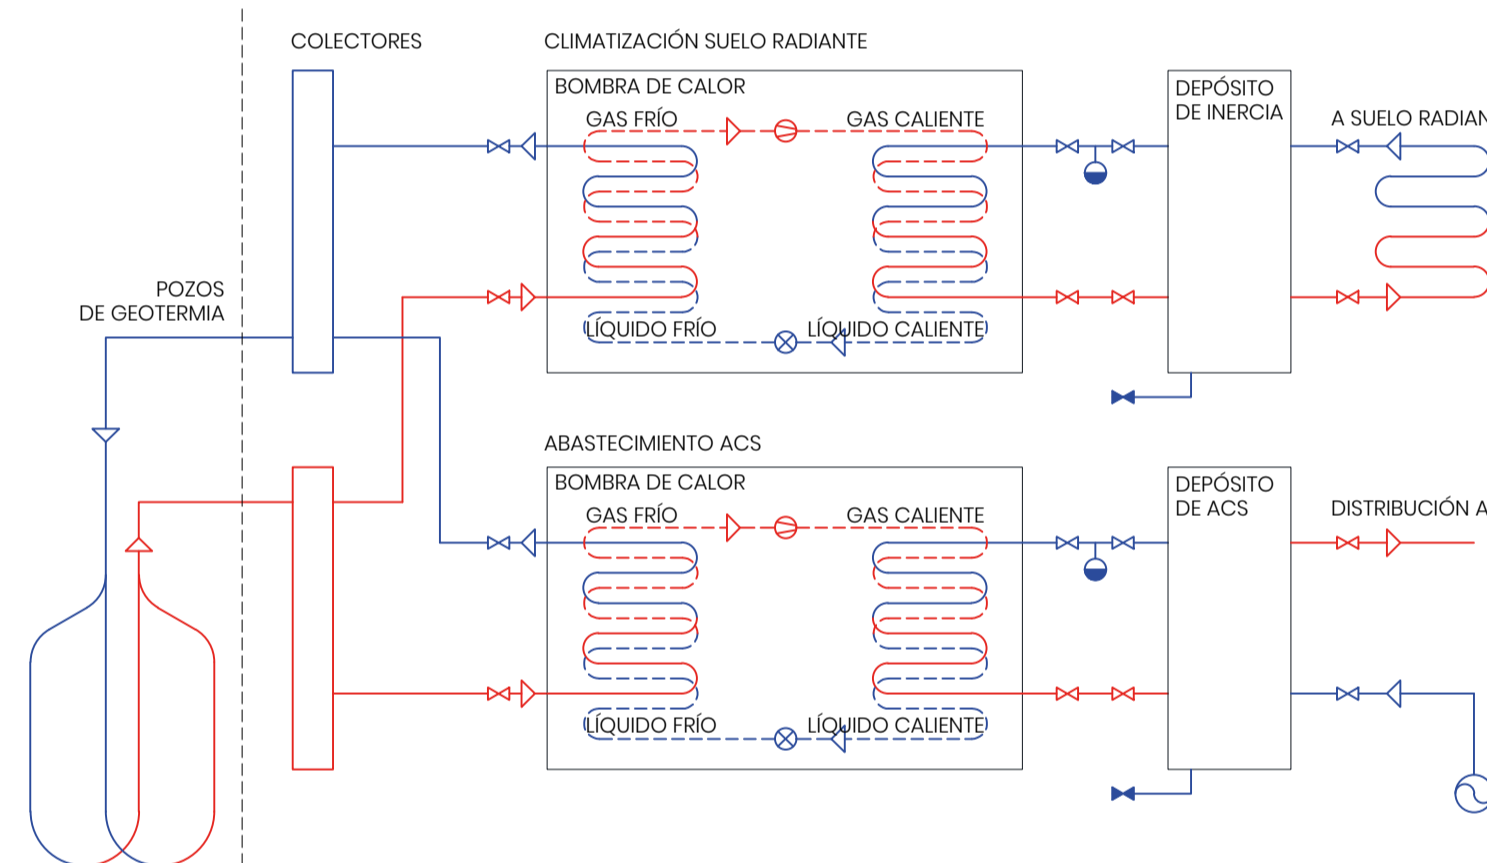 COLECTORES
CLIMATIZACIÓN SUELO RADIANTE
BOMBRA DE CALOR
GAS FRÍO
GAS CALIENTE
DEPÓSITO
DE INERCIA
A SUELO RADIAN
POZOS
DE GEOTERMIA
LÍQUIDO FRÍO
LÍQUIDO CALIENTE
ABASTECIMIENTO ACS
BOMBRA DE CALOR
GAS FRÍO
GAS CALIENTE
DEPÓSITO
DE ACS
DISTRIBUCIÓN A
LÍQUIDO FRÍO
LÍQUIDO CALIENTE